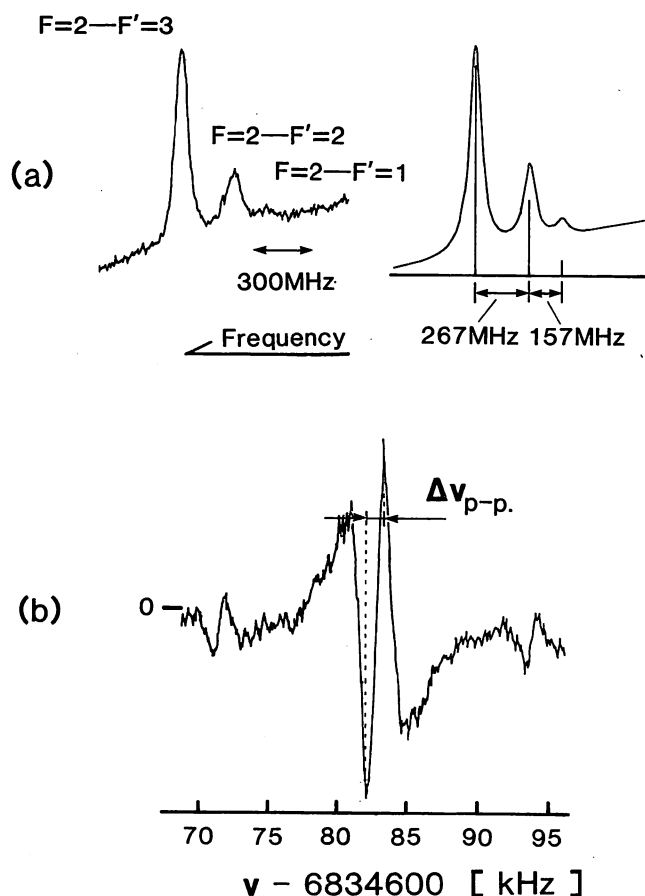 F=2—F'=3
F=2—F'=2
F=2—F'=1
(a)
300MHz
267MHz 157MHz
Frequency
Δν p-p.
(b)
0
70 75 80 85 90 95
ν - 6834600 [ kHz ]